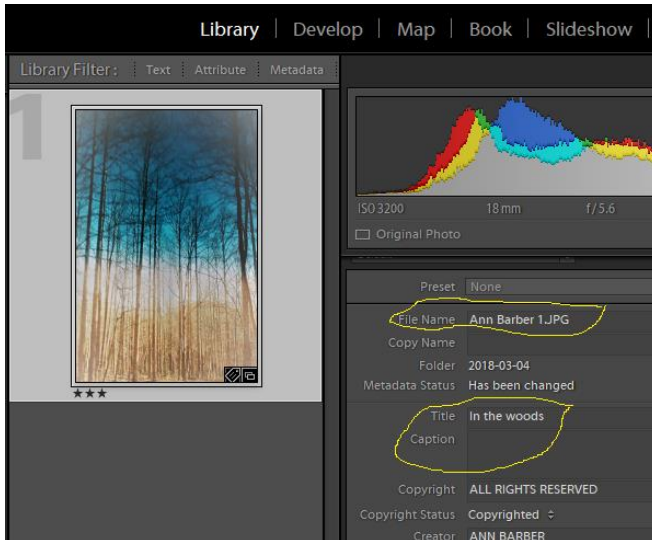 Library | Develop | Map | Book | Slideshow |
Library Filter : Text Attribute Metadata
1
ISO 3200 18 mm f / 5.6
Original Photo
Preset None
File Name Ann Barber 1.JPG
Copy Name
Folder 2018-03-04
Metadata Status Has been changed
Title In the woods
Caption
Copyright ALL RIGHTS RESERVED
Copyright Status Copyrighted
Creator ANN BARBER